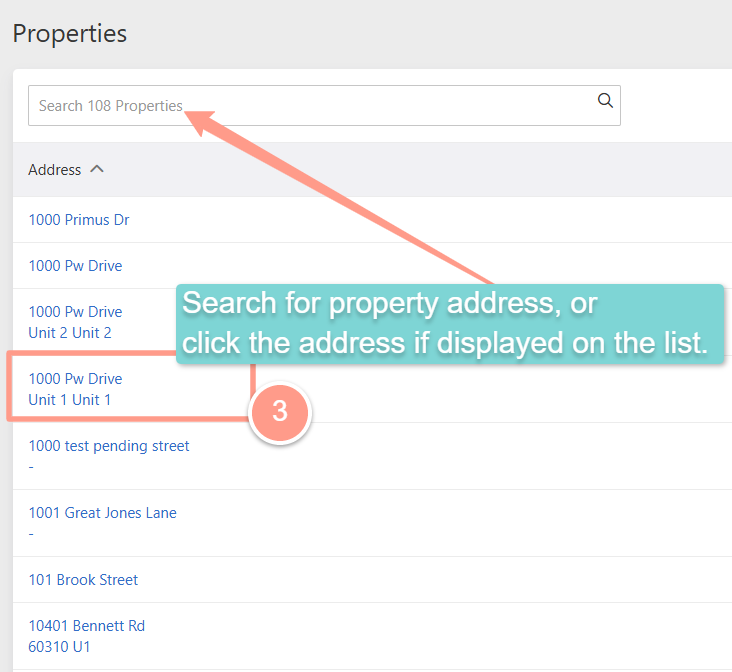 Properties
Search 108 Properties
Address
1000 Primus Dr
1000 Pw Drive
1000 Pw Drive
Unit 2 Unit 2
Search for property address, or
click the address if displayed on the list.
1000 Pw Drive
Unit 1 Unit 1
3
1000 test pending street
-
1001 Great Jones Lane
-
101 Brook Street
10401 Bennett Rd
60310 U1